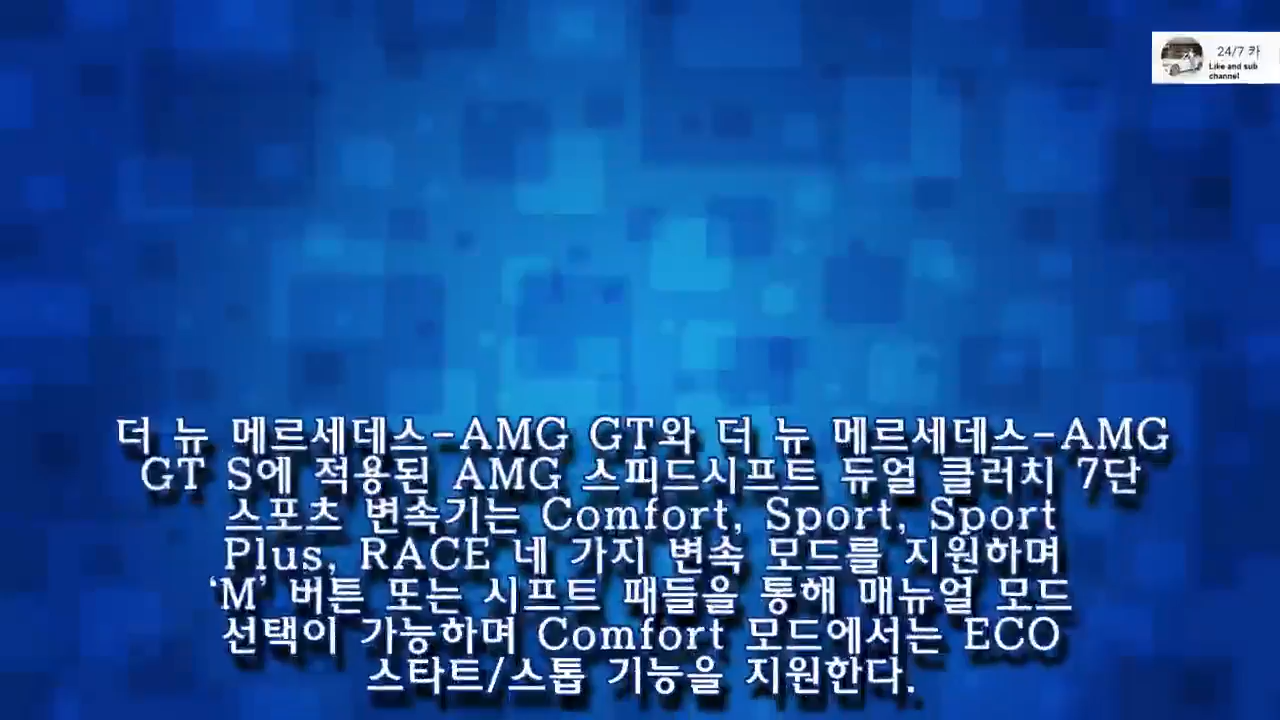 24/7 카
Like and sub
channel
더 뉴 메르세데스-AMG GT와 더 뉴 메르세데스-AMG
GT S에 적용된 AMG 스피드시프트 듀얼 클러치 7단
스포츠 변속기는 Comfort, Sport, Sport
Plus, RACE 네 가지 변속 모드를 지원하며
‘M’ 버튼 또는 시프트 패들을 통해 매뉴얼 모드
선택이 가능하며 Comfort 모드에서는 ECO
스타트/스톱 기능을 지원한다.